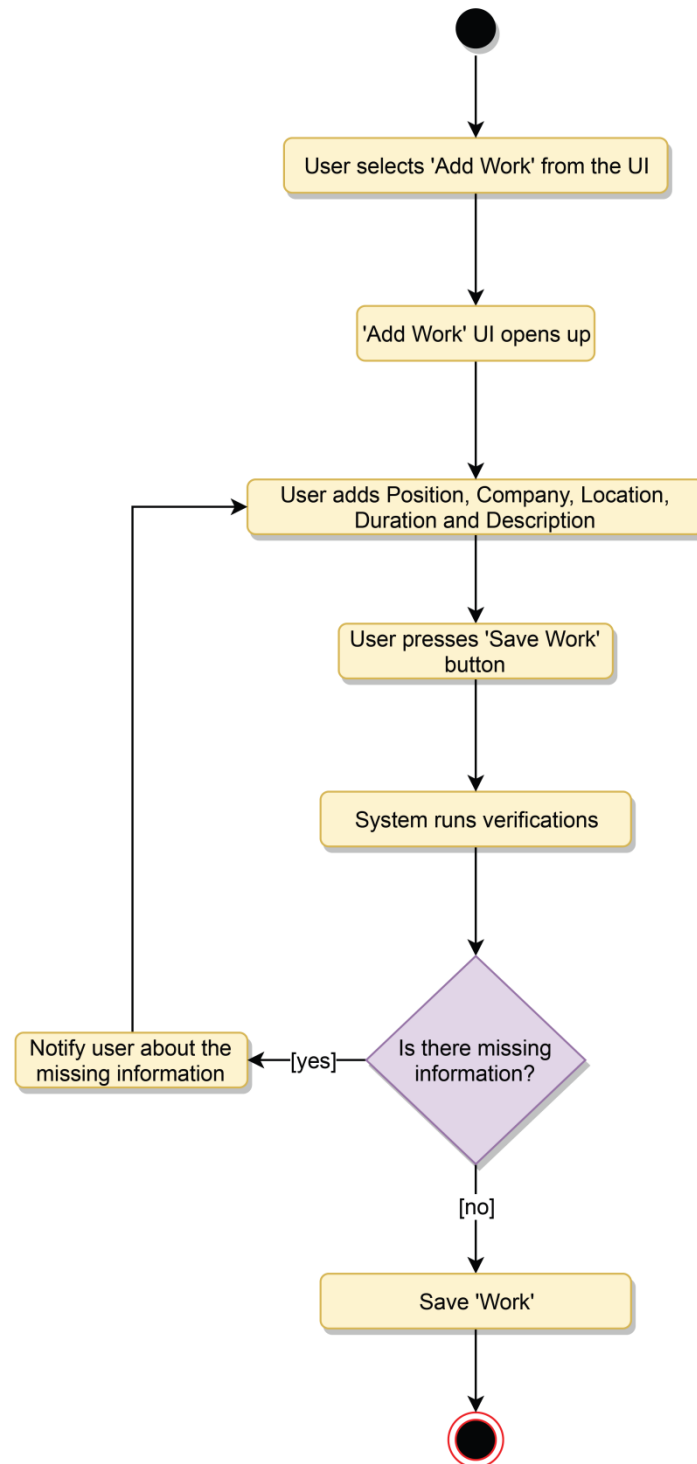 User selects 'Add Work' from the UI
'Add Work' UI opens up
User adds Position, Company, Location,
Duration and Description
User presses 'Save Work'
button
System runs verifications
Is there missing
information?
[yes]
Notify user about the
missing information
[no]
Save 'Work'